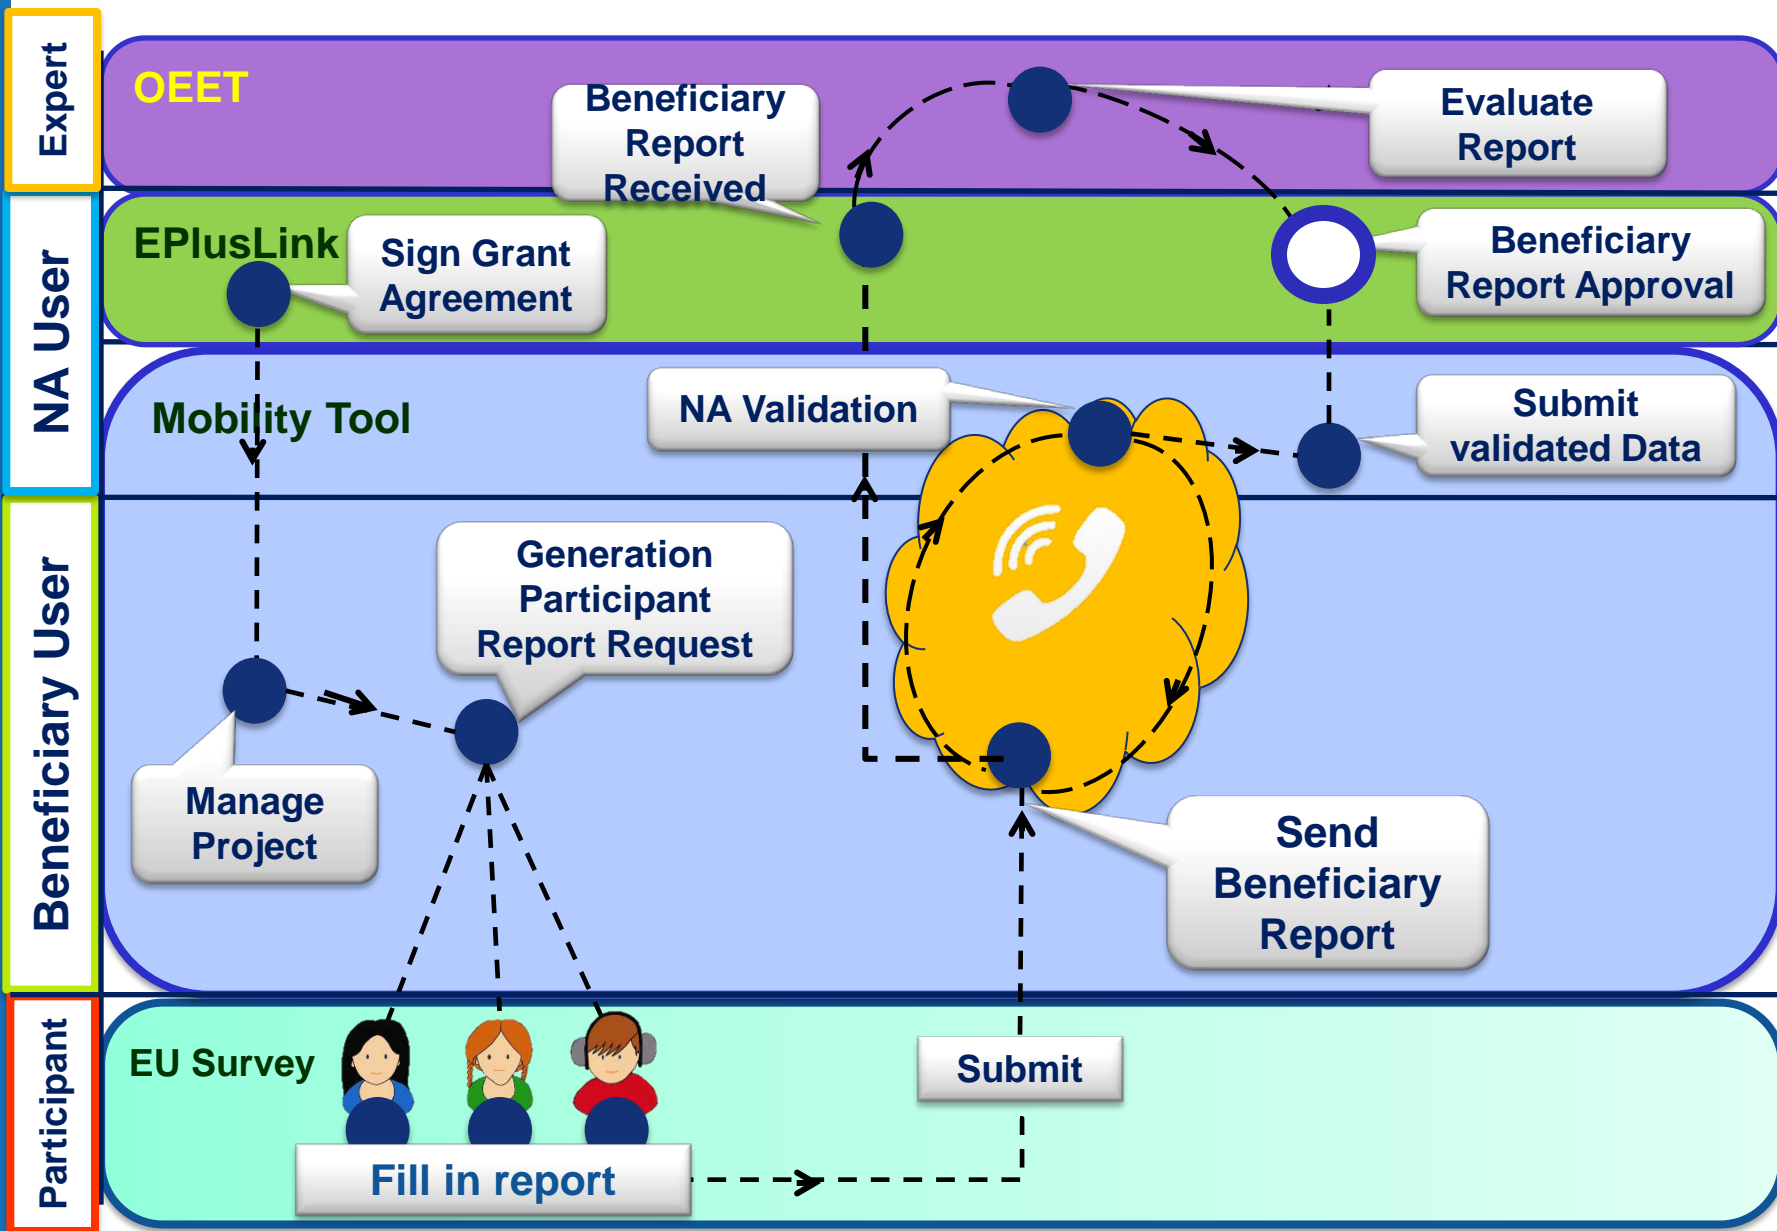 Expert
OEET
Beneficiary
Report
Received
Evaluate
Report
NA User
EPlusLink
Sign Grant
Agreement
Beneficiary
Report Approval
Mobility Tool
NA Validation
Submit
validated Data
Beneficiary User
Generation
Participant
Report Request
Manage
Project
Send
Beneficiary
Report
Participant
EU Survey
Submit
Fill in report